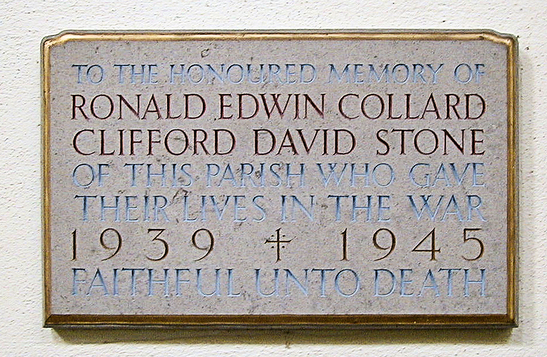 TO THE HONOURED MEMORY OF
RONALD EDWIN COLLARD
CLIFFORD DAVID STONE
OF THIS PARISH WHO GAVE
THEIR LIVES IN THE WAR
1939 ✢ 1945
FAITHFUL UNTO DEATH